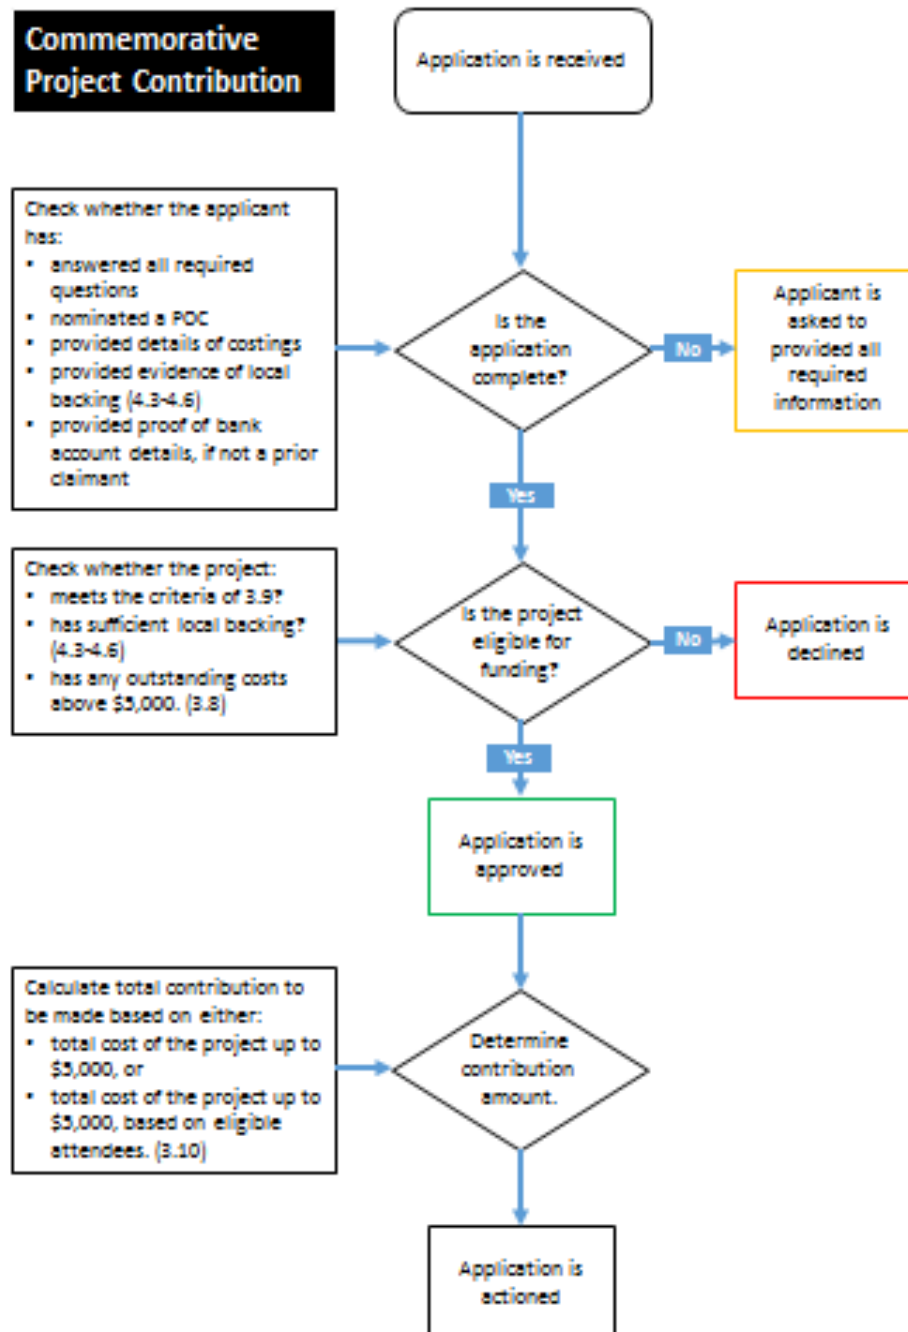 Commemorative
Project Contribution
Application is received
Check whether the applicant
has:
• answered all required
questions
• nominated a POC
• provided details of costings
• provided evidence of local
backing (4.3-4.6)
• provided proof of bank
account details, if not a prior
claimant
Is the
application
complete?
No
Applicant is
asked to
provided all
required
information
Yes
Check whether the project:
• meets the criteria of 3.9?
• has sufficient local backing?
(4.3-4.6)
• has any outstanding costs
above $5,000. (3.8)
Is the project
eligible for
funding?
No
Application is
declined
Yes
Application is
approved
Calculate total contribution to
be made based on either:
• total cost of the project up to
$5,000, or
• total cost of the project up to
$5,000, based on eligible
attendees. (3.10)
Determine
contribution
amount.
Application is
actioned